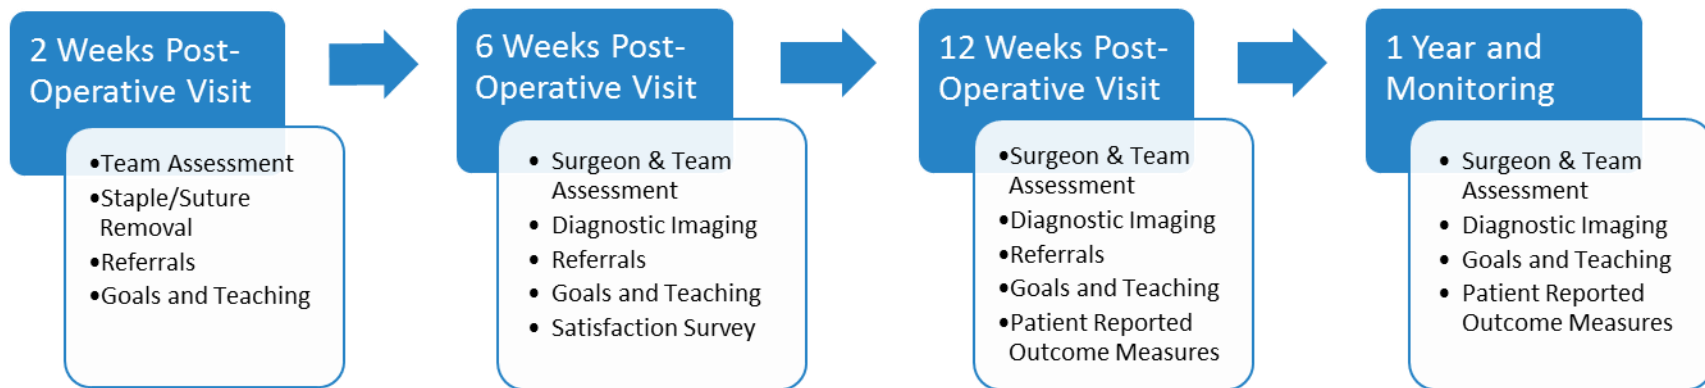 2 Weeks Post-
Operative Visit
•Team Assessment
•Staple/Suture
Removal
•Referrals
•Goals and Teaching
6 Weeks Post-
Operative Visit
• Surgeon & Team
Assessment
• Diagnostic Imaging
• Referrals
• Goals and Teaching
• Satisfaction Survey
12 Weeks Post-
Operative Visit
•Surgeon & Team
Assessment
•Diagnostic Imaging
•Referrals
•Goals and Teaching
•Patient Reported
Outcome Measures
1 Year and
Monitoring
• Surgeon & Team
Assessment
• Diagnostic Imaging
• Goals and Teaching
• Patient Reported
Outcome Measures